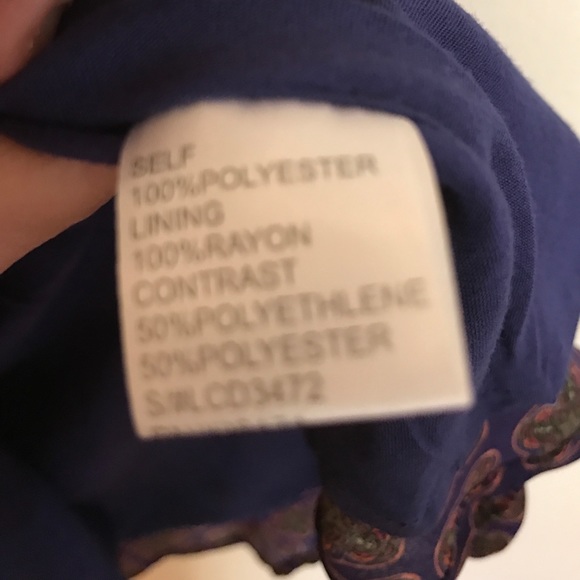 SELF
100%POLYESTER
LINING
100%RAYON
CONTRAST
50%POLYETHLENE
50%POLYESTER
S/#LCD3472